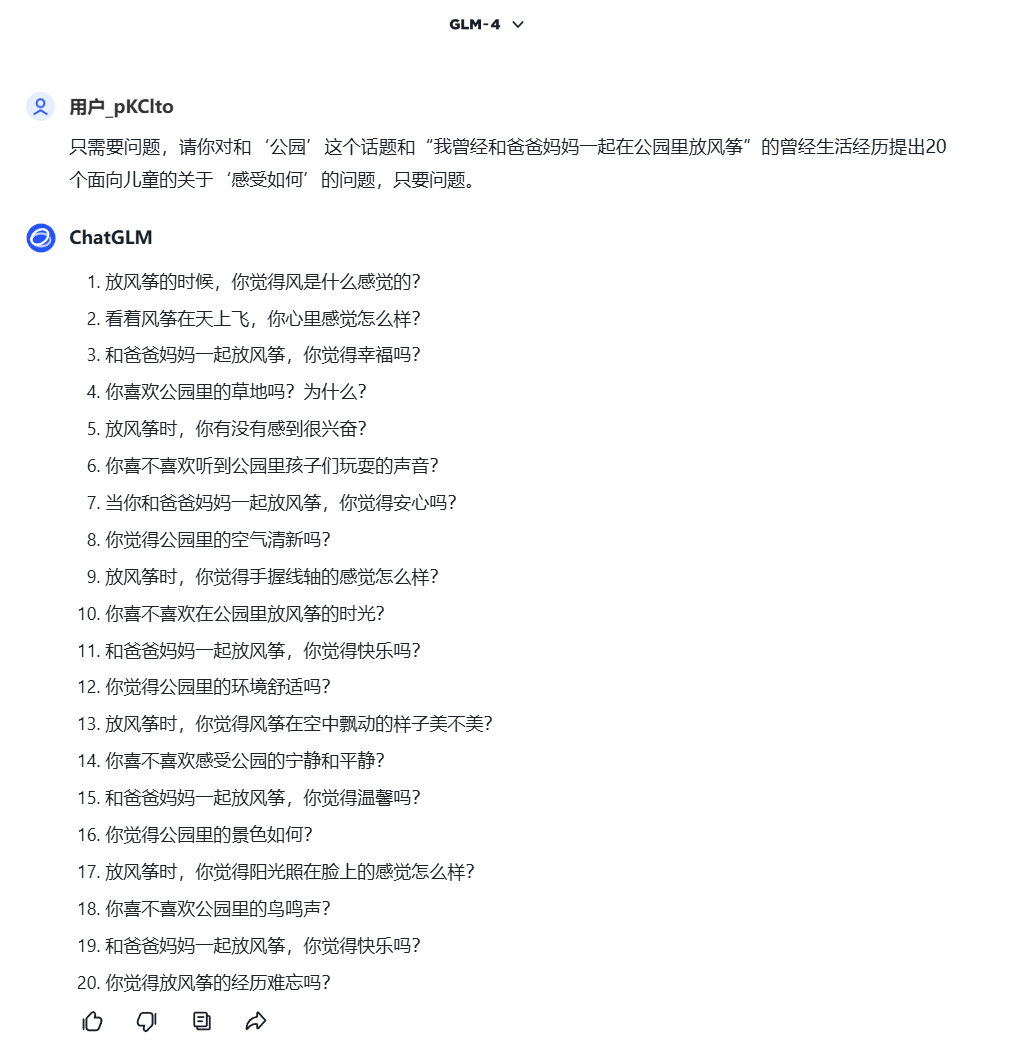 GLM-4
用户_pKClto
只需要问题，请你对和‘公园’这个话题和“我曾经和爸爸妈妈一起在公园里放风筝”的曾经生活经历提出20
个面向儿童的关于‘感受如何’的问题，只要问题。
ChatGLM
1. 放风筝的时候，你觉得风是什么感觉的？
2. 看着风筝在天上飞，你心里感觉怎么样？
3. 和爸爸妈妈一起放风筝，你觉得幸福吗？
4. 你喜欢公园里的草地吗？为什么？
5. 放风筝时，你有没有感到很兴奋？
6. 你喜不喜欢听到公园里孩子们玩耍的声音？
7. 当你和爸爸妈妈一起放风筝，你觉得安心吗？
8. 你觉得公园里的空气清新吗？
9. 放风筝时，你觉得手握线轴的感觉怎么样？
10. 你喜不喜欢在公园里放风筝的时光？
11. 和爸爸妈妈一起放风筝，你觉得快乐吗？
12. 你觉得公园里的环境舒适吗？
13. 放风筝时，你觉得风筝在空中飘动的样子美不美？
14. 你喜不喜欢感受公园的宁静和平静？
15. 和爸爸妈妈一起放风筝，你觉得温馨吗？
16. 你觉得公园里的景色如何？
17. 放风筝时，你觉得阳光照在脸上的感觉怎么样？
18. 你喜不喜欢公园里的鸟鸣声？
19. 和爸爸妈妈一起放风筝，你觉得快乐吗？
20. 你觉得放风筝的经历难忘吗？